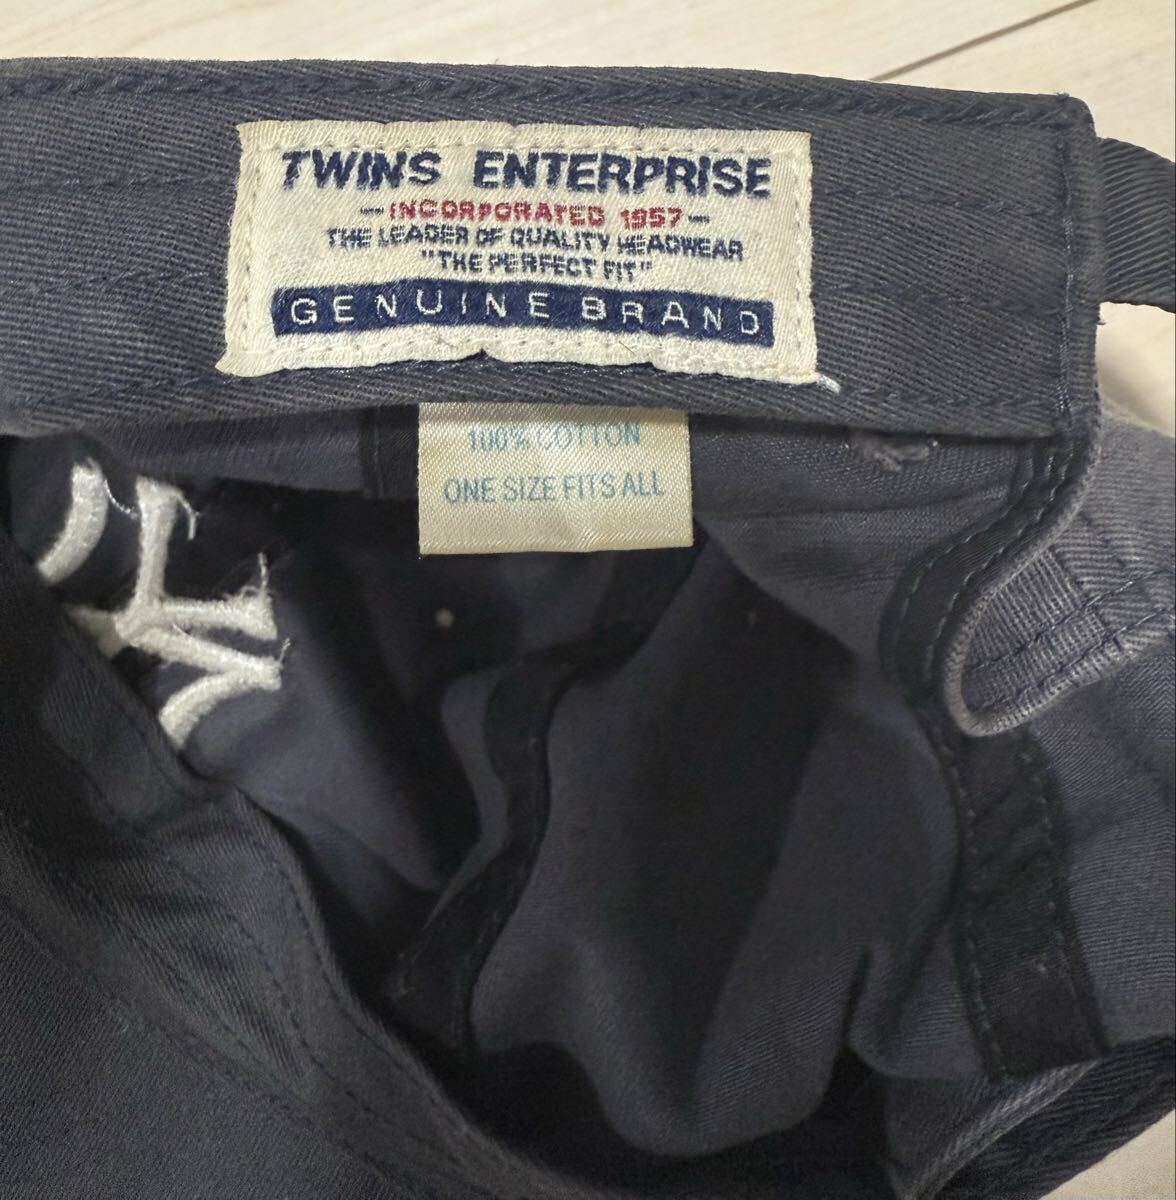 TWINS ENTERPRISE
-INCORPORATED 1957-
THE LEADER OF QUALITY HEADWEAR
"THE PERFECT FIT"
GENUINE BRAND
100% COTTON
ONE SIZE FITS ALL